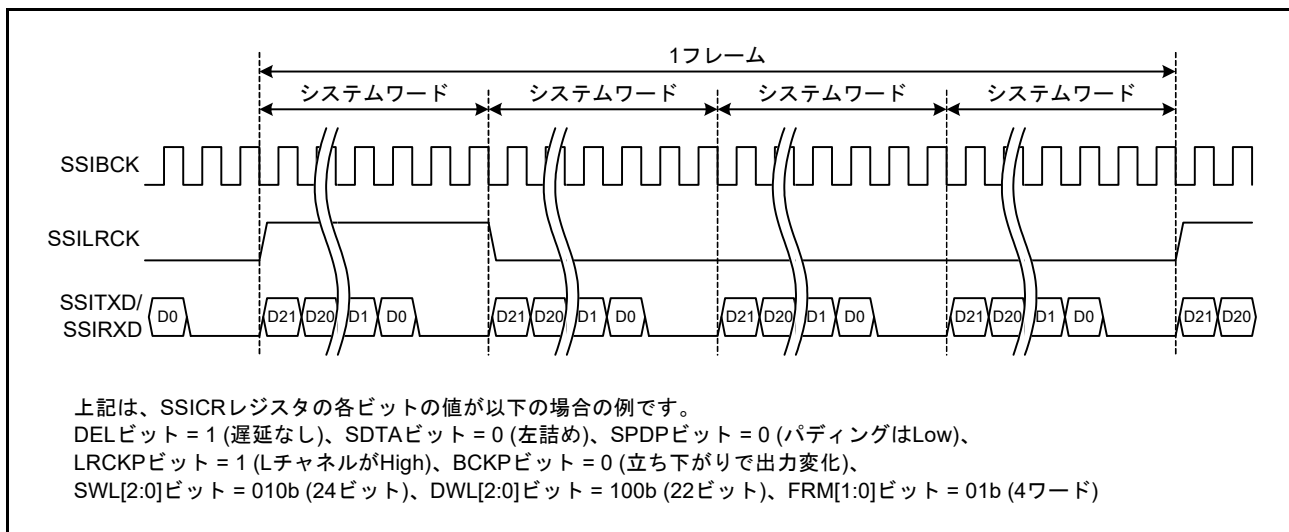 1フレーム
システムワード システムワード システムワード システムワード
SSIBCK
SSILRCK
SSITXD/
SSIRXD
D0 D21 D20 D1 D0 D21 D20 D1 D0 D21 D20 D1 D0 D21 D20 D1 D0 D21 D20
上記は、SSICRレジスタの各ビットの値が以下の場合の例です。
DELビット = 1 (遅延なし)、SDTAビット = 0 (左詰め)、SPDPビット = 0 (パディングはLow)、
LRCKPビット = 1 (LチャネルがHigh)、BCKPビット = 0 (立ち下がりで出力変化)、
SWL[2:0]ビット = 010b (24ビット)、DWL[2:0]ビット = 100b (22ビット)、FRM[1:0]ビット = 01b (4ワード)